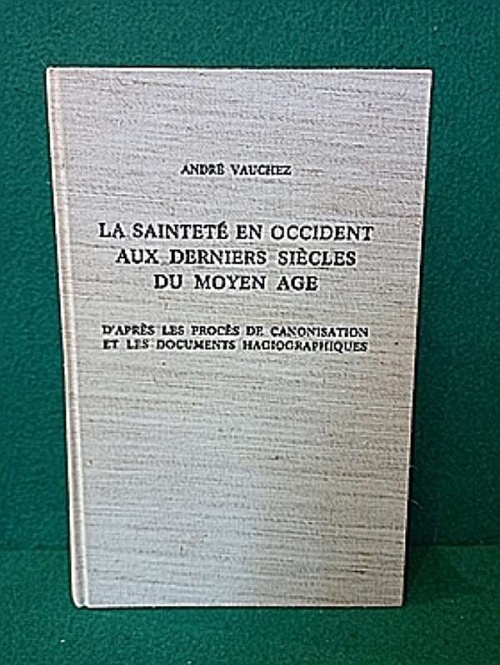 ANDRÉ VAUCHEZ
LA SAINTETÉ EN OCCIDENT
AUX DERNIERS SIÈCLES
DU MOYEN AGE
D'APRÈS LES PROCÈS DE CANONISATION
ET LES DOCUMENTS HAGIOGRAPHIQUES